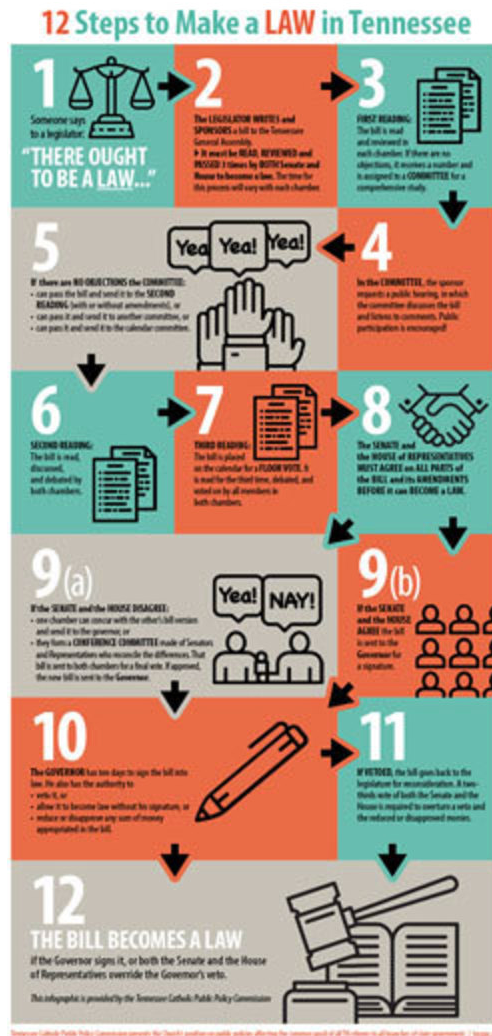 12 Steps to Make a LAW in Tennessee
1
Someone says
to a legislator:
"THERE OUGHT
TO BE A LAW..."
2
The LEGISLATOR WRITES and
SPONSORS a bill to the Tennessee
General Assembly.
It must be READ, REVIEWED and
PASSED 3 times by BOTH Senate and
House to become a law. The time for
this process will vary with each chamber.
3
FIRST READING:
The bill is read
and reviewed in
each chamber. If there are no
objections, it receives a number and
is assigned to a COMMITTEE for a
comprehensive study.
4
In the COMMITTEE, the sponsor
requests a public hearing, in which
the committee discusses the bill
and listens to comments. Public
participation is encouraged!
5
Yea Yea! Yea!
If there are NO OBJECTIONS the COMMITTEE:
• can pass the bill and send it to the SECOND
READING (with or without amendments), or
• can pass it and send it to another committee, or
• can pass it and send it to the calendar committee.
6
SECOND READING:
The bill is read,
discussed,
and debated by
both chambers.
7
THIRD READING:
The bill is placed
on the calendar for a FLOOR VOTE. It
is read for the third time, debated, and
voted on by all members in
both chambers.
8
The SENATE and
the HOUSE of REPRESENTATIVES
MUST AGREE on ALL PARTS of
the BILL and its AMENDMENTS
BEFORE it can BECOME a LAW.
9(a)
If the SENATE and the HOUSE DISAGREE:
• one chamber can concur with the other's bill version
and send it to the governor, or
• they form a CONFERENCE COMMITTEE made of Senators
and Representatives who reconcile the differences. That
bill is sent to both chambers for a final vote. If approved,
the new bill is sent to the Governor.
Yea! NAY!
9(b)
If the SENATE
and the HOUSE
AGREE the bill
is sent to the
Governor for
a signature.
10
The GOVERNOR has ten days to sign the bill into
law. He also has the authority to
• veto it, or
• allow it to become law without his signature, or
• reduce or disapprove any sum of money
appropriated in the bill.
11
If VETOED, the bill goes back to the
legislature for reconsideration. A two-
thirds vote of both the Senate and the
House is required to overturn a veto and
the reduced or disapproved monies.
12
THE BILL BECOMES A LAW
if the Governor signs it, or both the Senate and the House
of Representatives override the Governor's veto.
This infographic is provided by the Tennessee Catholic Public Policy Commission